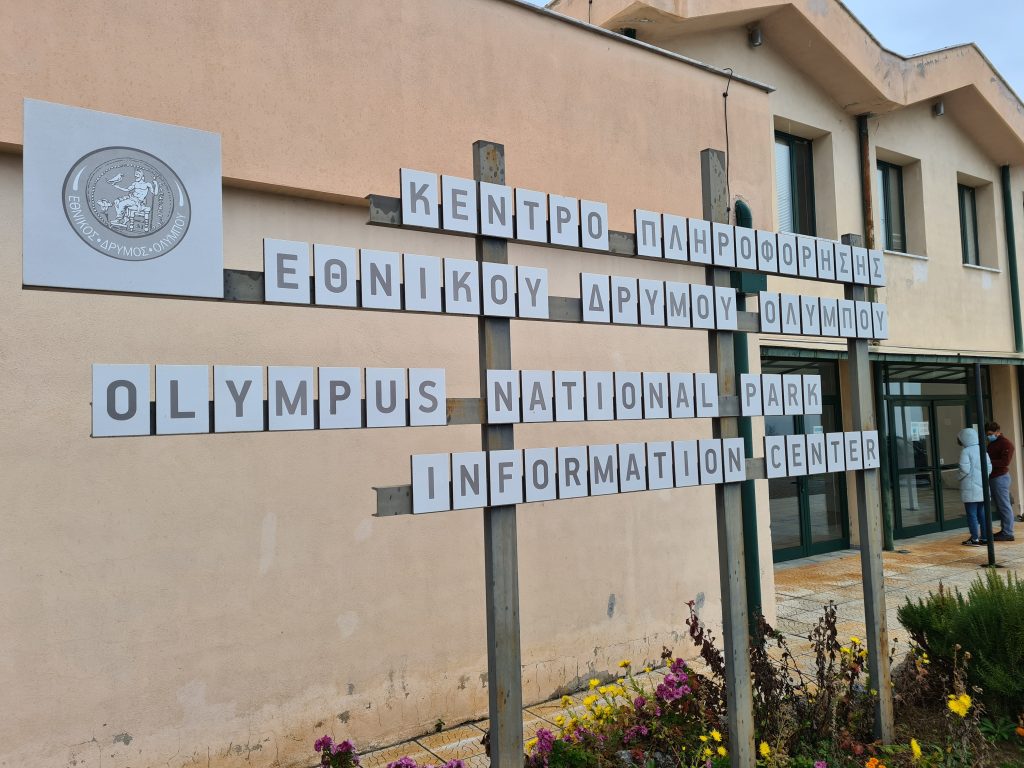 ΕΘΝΙΚΟΣ • ΔΡΥΜΟΣ • ΟΛΥΜΠΟΥ
ΚΕΝΤΡΟ ΠΛΗΡΟΦΟΡΗΣΗΣ
ΕΘΝΙΚΟΥ ΔΡΥΜΟΥ ΟΛΥΜΠΟΥ
OLYMPUS NATIONAL PARK
INFORMATION CENTER